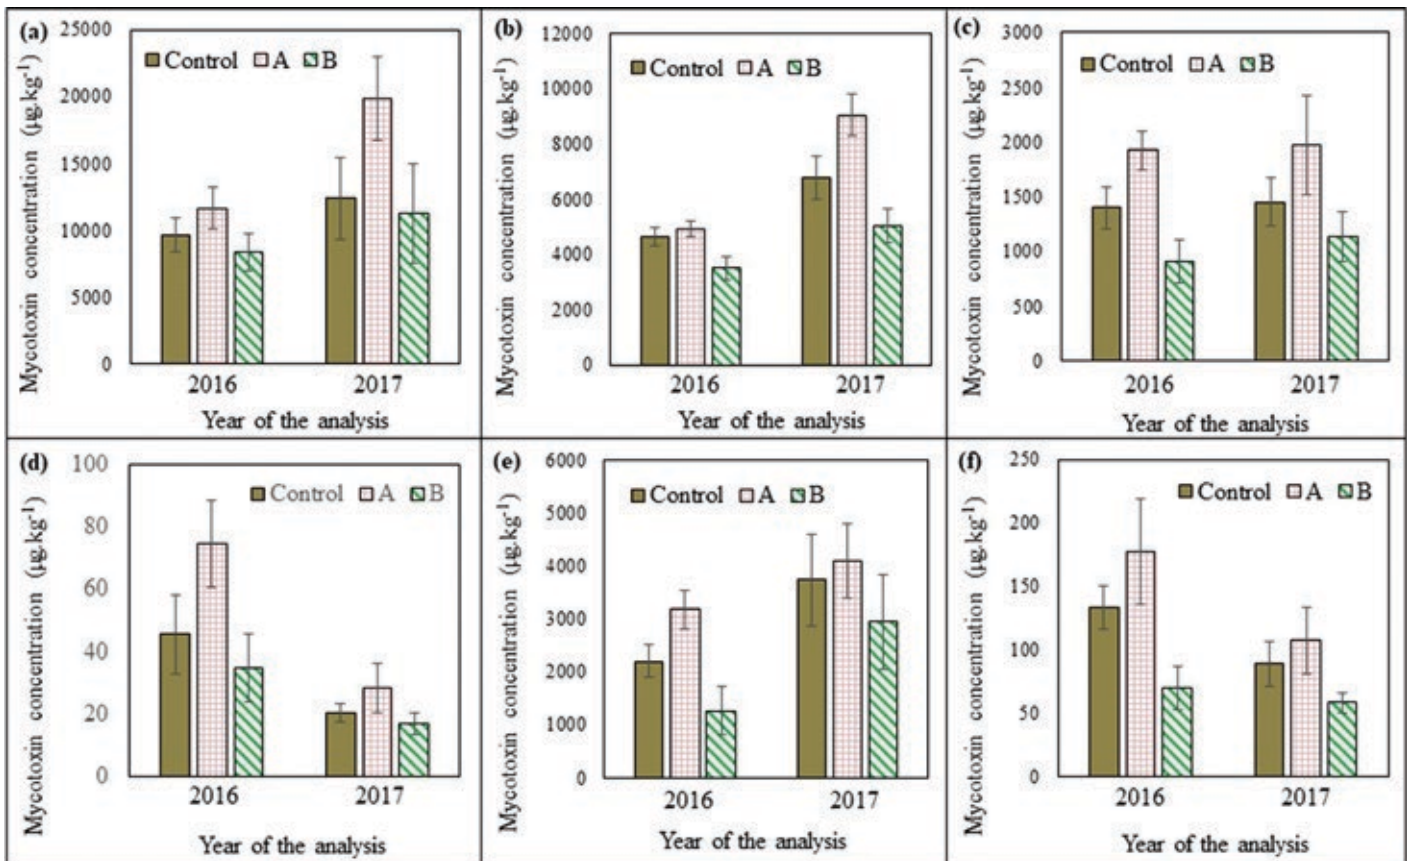 (a)
Mycotoxin concentration (µg.kg⁻¹)
25000
20000
15000
10000
5000
0
Control A B
2016 2017
Year of the analysis
(b)
Mycotoxin concentration (µg.kg⁻¹)
12000
10000
8000
6000
4000
2000
0
Control A B
2016 2017
Year of the analysis
(c)
Mycotoxin concentration (µg.kg⁻¹)
3000
2500
2000
1500
1000
500
0
Control A B
2016 2017
Year of the analysis
(d)
Mycotoxin concentration (µg.kg⁻¹)
100
80
60
40
20
0
Control A B
2016 2017
Year of the analysis
(e)
Mycotoxin concentration (µg.kg⁻¹)
6000
5000
4000
3000
2000
1000
0
Control A B
2016 2017
Year of the analysis
(f)
Mycotoxin concentration (µg.kg⁻¹)
250
200
150
100
50
0
Control A B
2016 2017
Year of the analysis